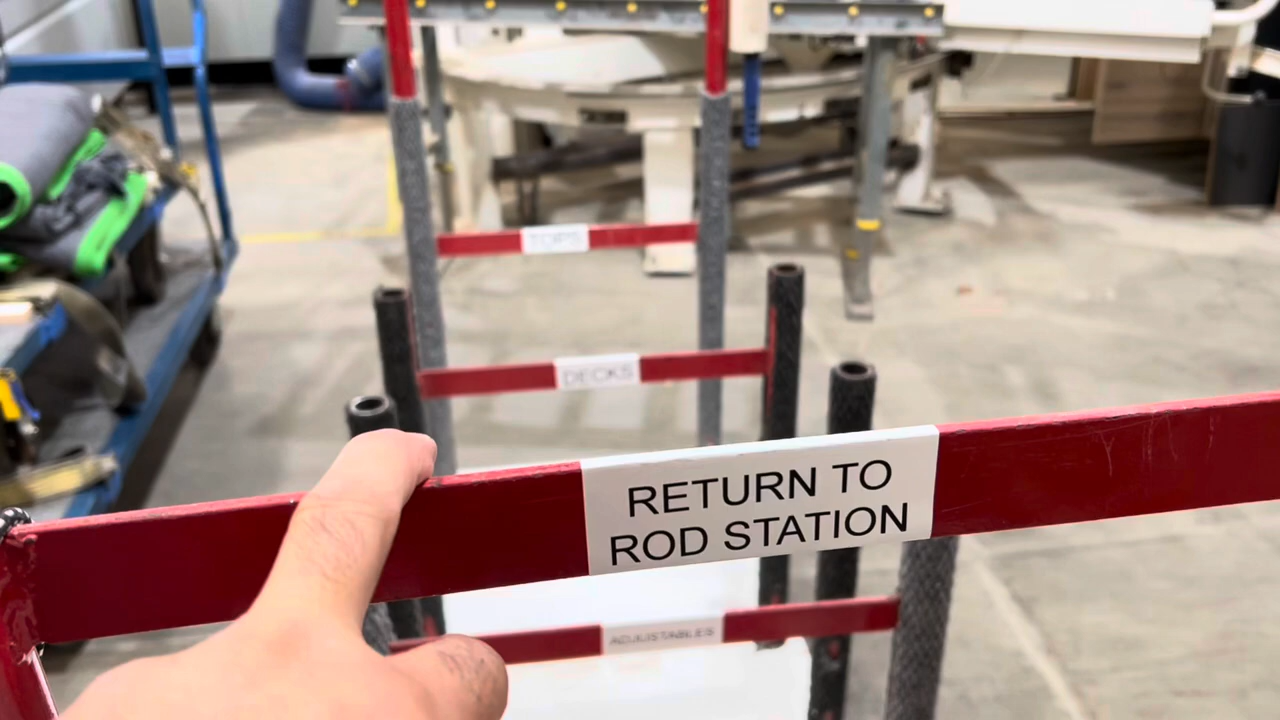 TOPS
DECKS
RETURN TO
ROD STATION
ADJUSTABLES